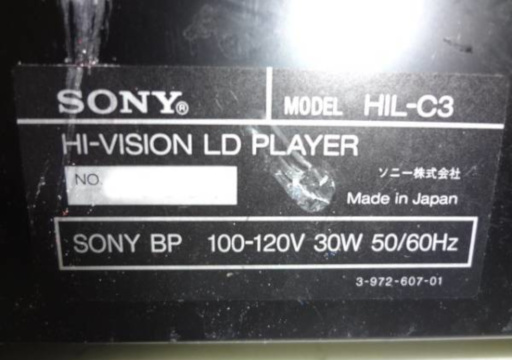 SONY®
MODEL HIL-C3
HI-VISION LD PLAYER
NO.
ソニー株式会社
Made in Japan
SONY BP 100-120V 30W 50/60Hz
3-972-607-01